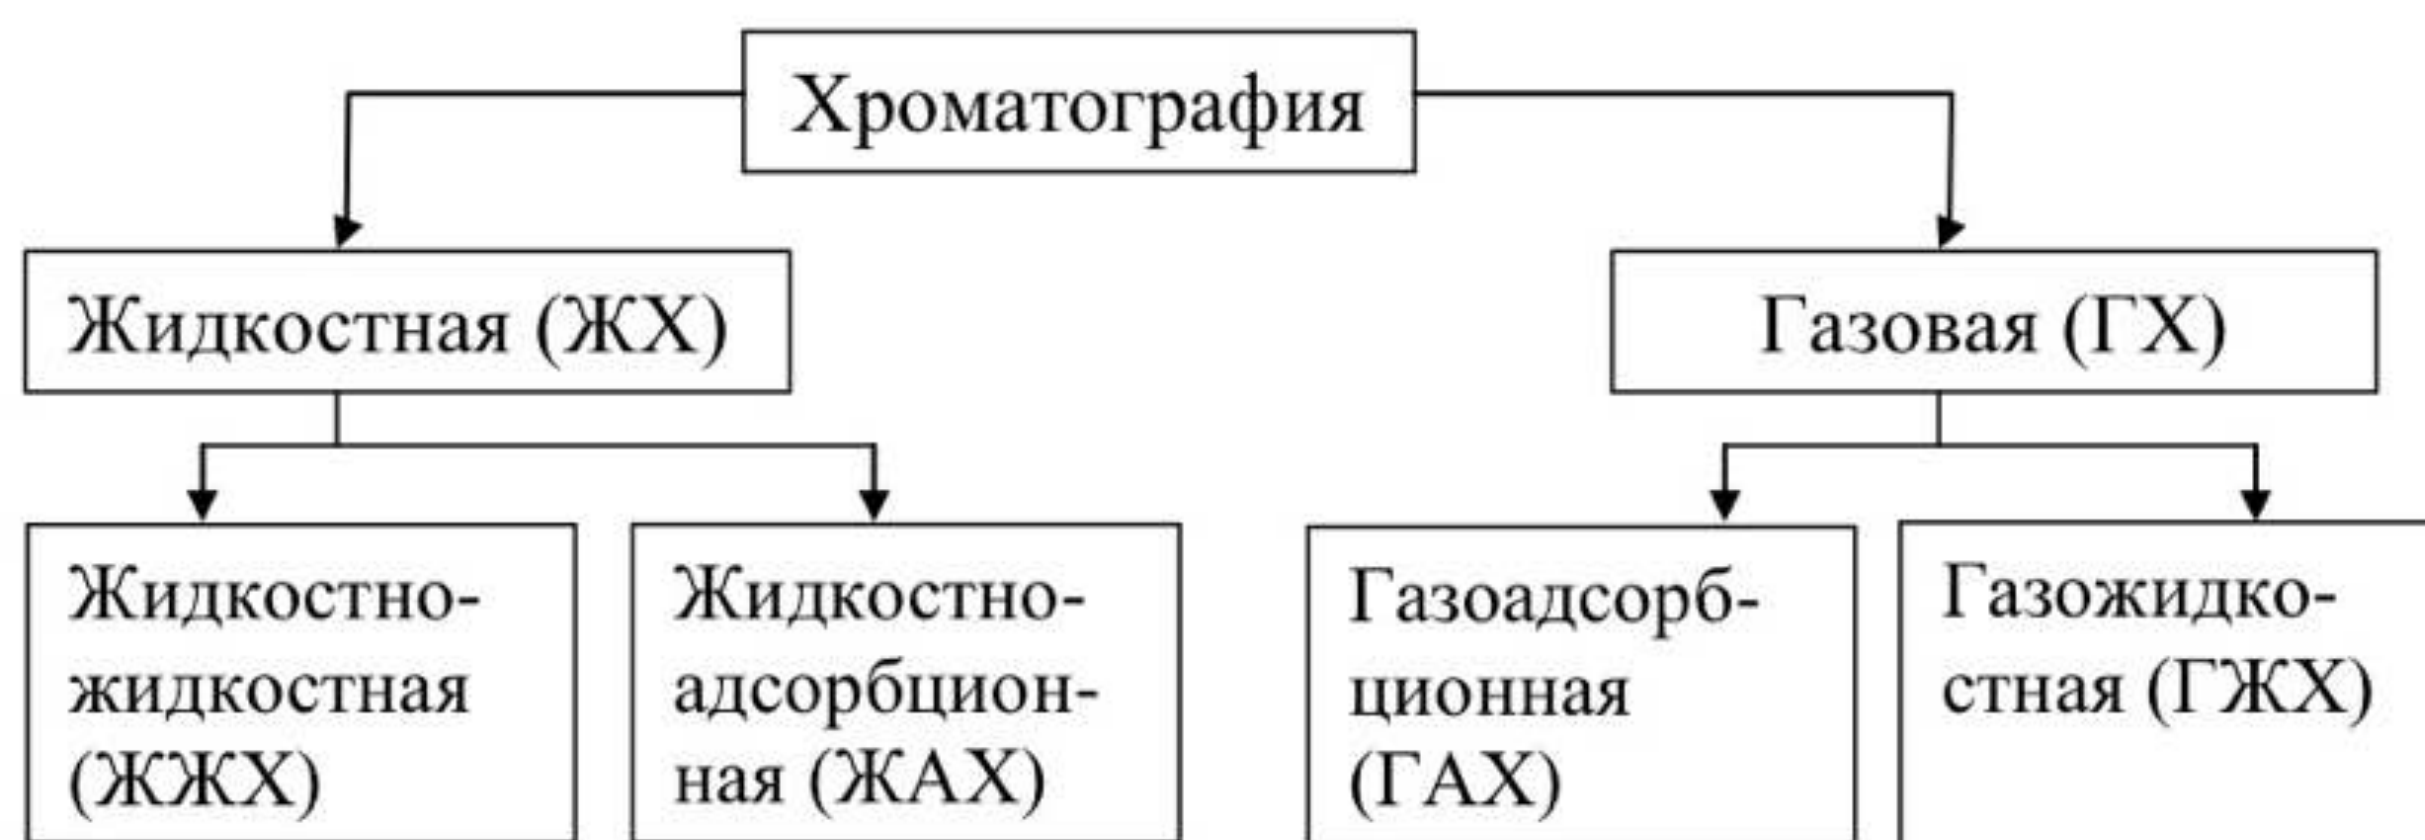 Хроматография
Жидкостная (ЖХ)
Газовая (ГХ)
Жидкостно-
жидкостная
(ЖЖХ)
Жидкостно-
адсорбцион-
ная (ЖАХ)
Газоадсорб-
ционная
(ГАХ)
Газожидко-
стная (ГЖХ)